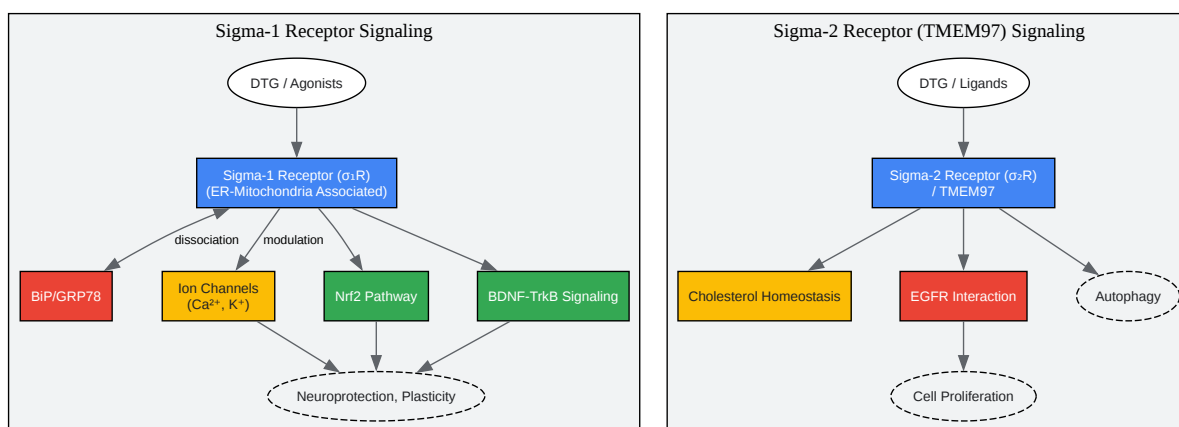 Sigma-1 Receptor Signaling
DTG / Agonists
Sigma-1 Receptor (σ₁R)
(ER-Mitochondria Associated)
dissociation
modulation
BiP/GRP78
Ion Channels
(Ca²⁺, K⁺)
Nrf2 Pathway
BDNF-TrkB Signaling
Neuroprotection, Plasticity
Sigma-2 Receptor (TMEM97) Signaling
DTG / Ligands
Sigma-2 Receptor (σ₂R)
/ TMEM97
Cholesterol Homeostasis
EGFR Interaction
Autophagy
Cell Proliferation